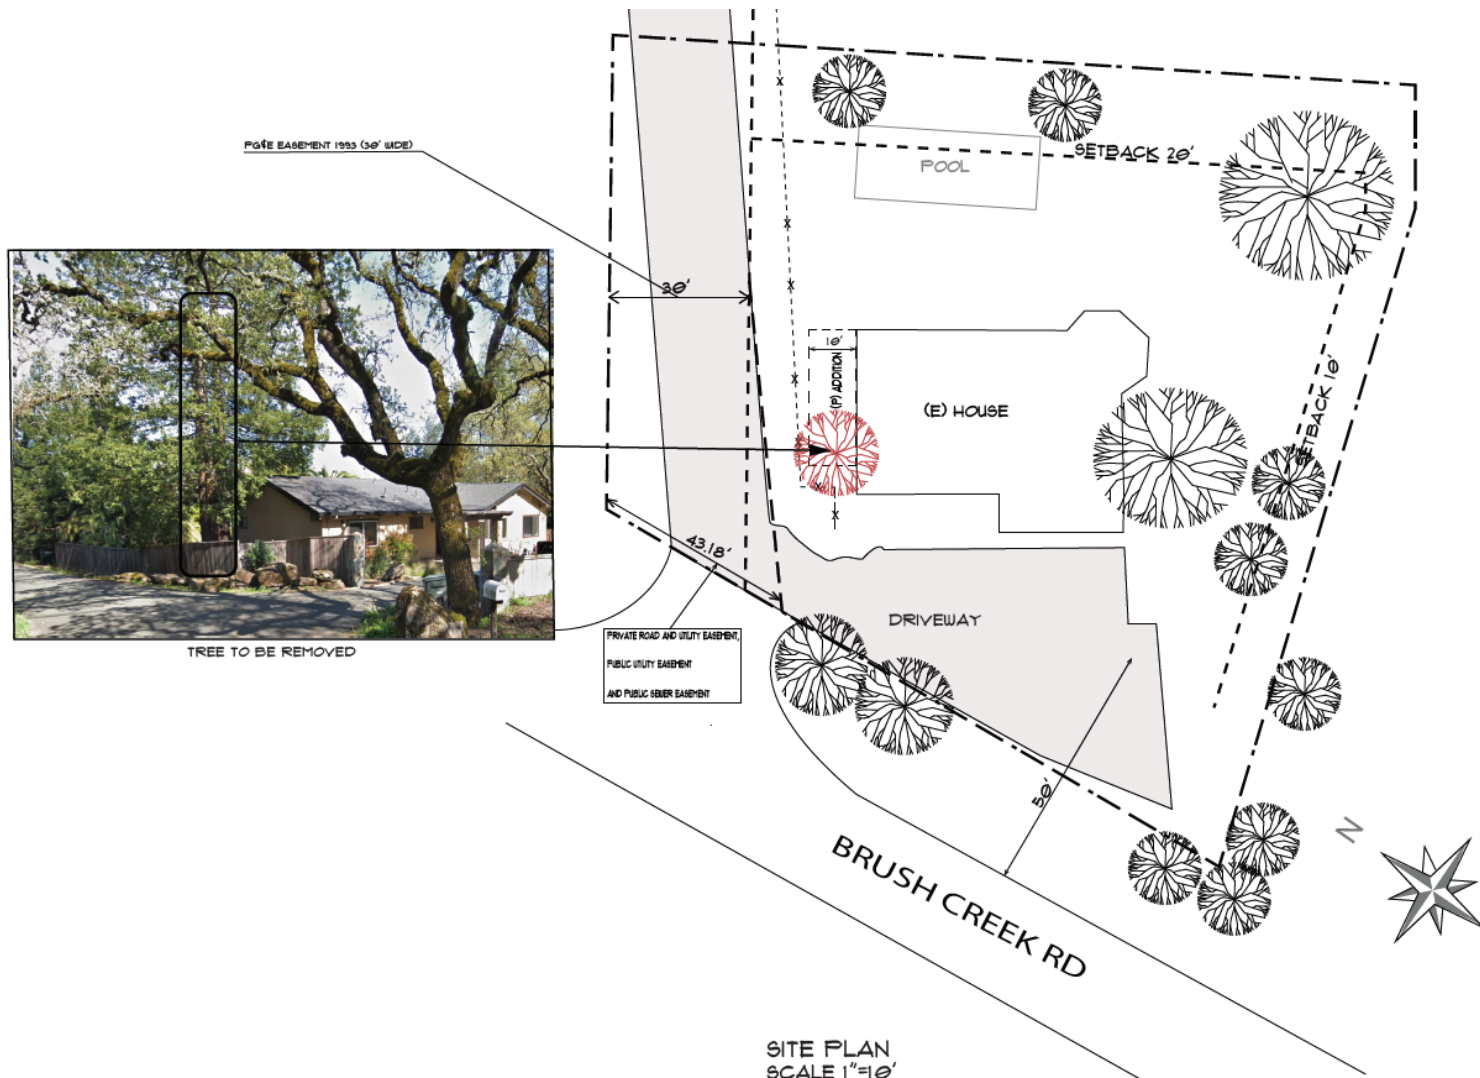 PG&E EASEMENT 1993 (30' WIDE)
SETBACK 20'
POOL
30'
10'
(P) ADDITION
(E) HOUSE
SETBACK 10'
TREE TO BE REMOVED
43.18'
PRIVATE ROAD AND UTILITY EASEMENT,
PUBLIC UTILITY EASEMENT
AND PUBLIC SEWER EASEMENT
DRIVEWAY
50'
BRUSH CREEK RD
N
SITE PLAN
SCALE 1"=10'